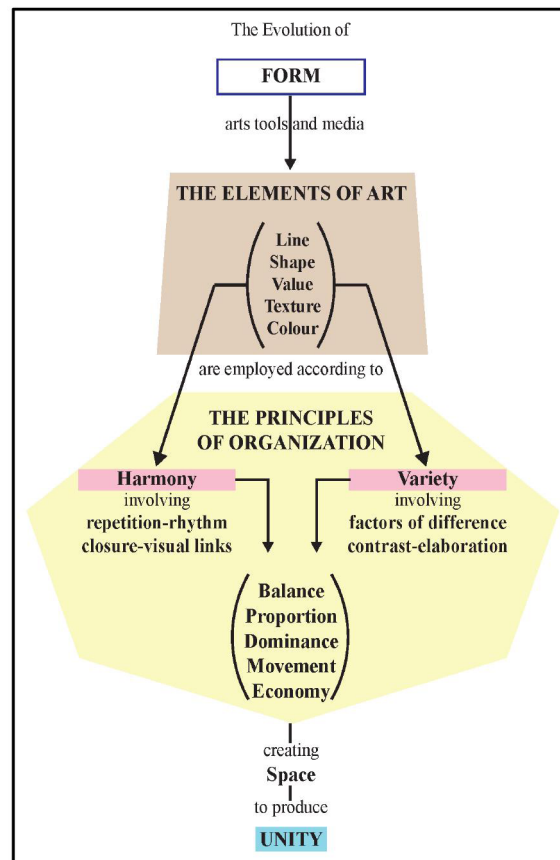 The Evolution of
FORM
arts tools and media
THE ELEMENTS OF ART
Line
Shape
Value
Texture
Colour
are employed according to
THE PRINCIPLES
OF ORGANIZATION
Harmony
involving
repetition-rhythm
closure-visual links
Variety
involving
factors of difference
contrast-elaboration
Balance
Proportion
Dominance
Movement
Economy
creating
Space
to produce
UNITY